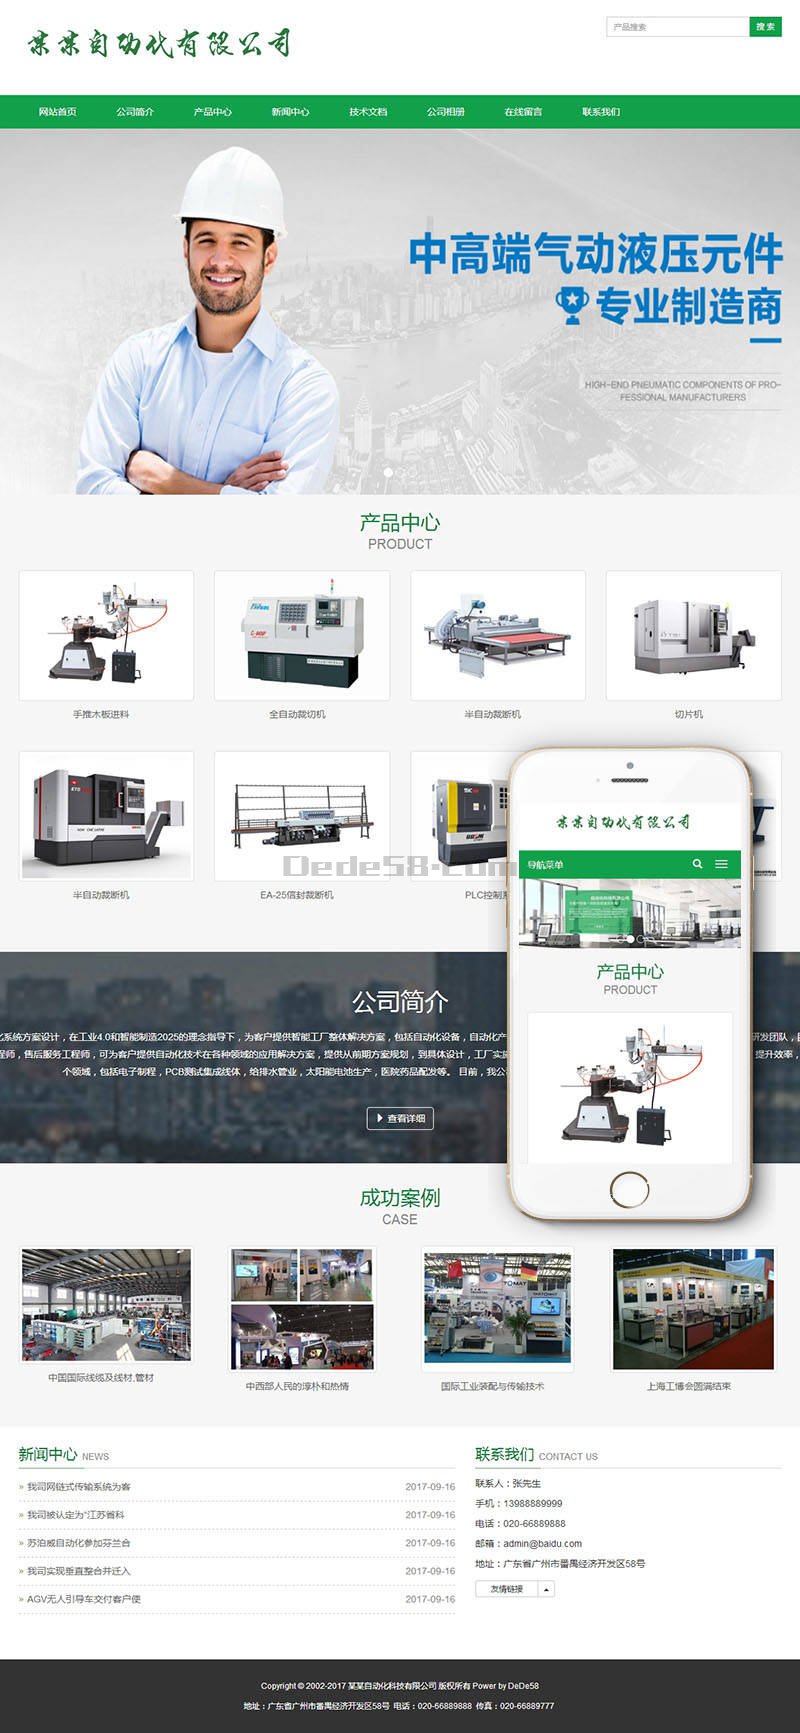 某某自动化有限公司
产品搜索
搜 索
网站首页 公司简介 产品中心 新闻中心 技术文档 公司相册 在线留言 联系我们
中高端气动液压元件
专业制造商
HIGH-END PNEUMATIC COMPONENTS OF PRO-
FESSIONAL MANUFACTURERS
产品中心
PRODUCT
手推木板进料 全自动裁切机 半自动裁断机 切片机
半自动裁断机 EA-25信封裁断机 PLC控制系
Dede58.com
某某自动化有限公司
导航菜单
产品中心
PRODUCT
公司简介
化系统方案设计，在工业4.0和智能制造2025的理念指导下，为客户提供智能工厂整体解决方案，包括自动化设备，自动化产 研发团队，
程师，售后服务工程师，可为客户提供自动化技术在各种领域的应用解决方案，提供从前期方案规划，到具体设计，工厂实施 提升效率，
个领域，包括电子制程，PCB测试集成线体，给排水管业，太阳能电池生产，医院药品配发等。 目前，我公
查看详细
成功案例
CASE
中国国际线缆及线材,管材 中西部人民的淳朴和热情 国际工业装配与传输技术 上海工博会圆满结束
新闻中心 NEWS
» 我司网链式传输系统为客 2017-09-16
» 我司被认定为“江苏省科 2017-09-16
» 苏泊威自动化参加芬兰合 2017-09-16
» 我司实现垂直整合并迁入 2017-09-16
» AGV无人引导车交付客户使 2017-09-16
联系我们 CONTACT US
联系人：张先生
手机：13988889999
电话：020-66889888
邮箱：admin@baidu.com
地址：广东省广州市番禺经济开发区58号
友情链接
Copyright © 2002-2017 某某自动化科技有限公司 版权所有 Power by DeDe58
地址：广东省广州市番禺经济开发区58号 电话：020-66889888 传真：020-66889777